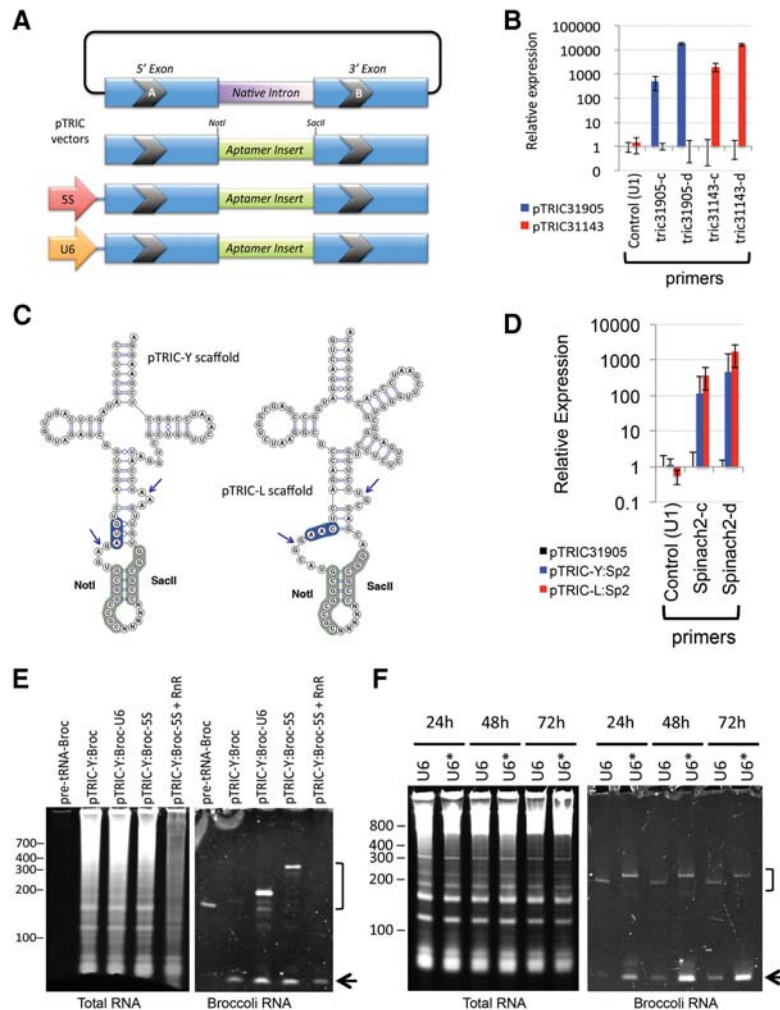 A
5’ Exon
3’ Exon
A
Native Intron
B
pTRIC
vectors
NotI
SacII
Aptamer Insert
5S
Aptamer Insert
U6
Aptamer Insert
B
Relative expression
100000
10000
1000
100
10
1
0
Control (U1)
tric31905-c
tric31905-d
tric31143-c
tric31143-d
pTRIC31905
pTRIC31143
primers
C
pTRIC-Y scaffold
pTRIC-L scaffold
NotI
SacII
NotI
SacII
D
Relative Expression
10000
1000
100
10
1
0.1
Control (U1)
Spinach2-c
Spinach2-d
pTRIC31905
pTRIC-Y:Sp2
pTRIC-L:Sp2
primers
E
pre-tRNA-Broc
pTRIC-Y:Broc
pTRIC-Y:Broc-U6
pTRIC-Y:Broc-5S
pTRIC-Y:Broc-5S + RnR
pre-tRNA-Broc
pTRIC-Y:Broc
pTRIC-Y:Broc-U6
pTRIC-Y:Broc-5S
pTRIC-Y:Broc-5S + RnR
700
400
300
200
100
Total RNA
Broccoli RNA
F
24h 48h 72h 24h 48h 72h
U6 U6* U6 U6* U6 U6* U6 U6* U6 U6* U6 U6*
800
400
300
200
100
Total RNA
Broccoli RNA